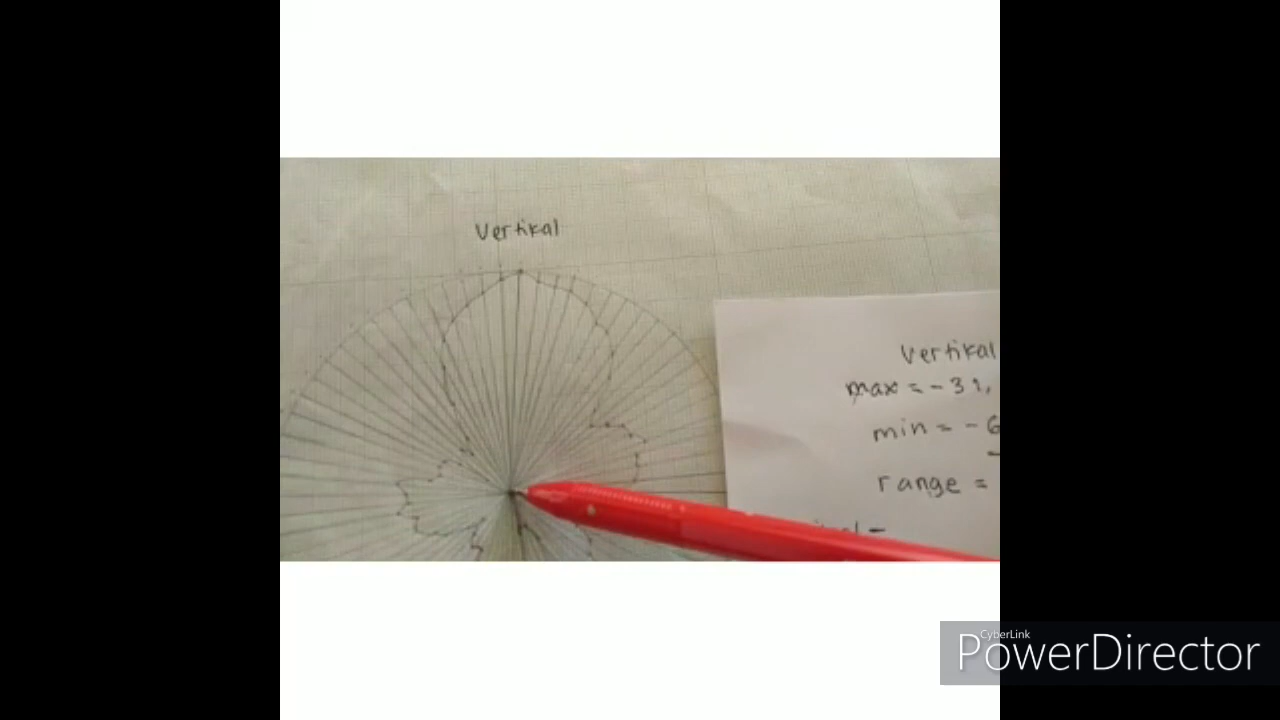 Vertikal
Vertikal
max = -31,
min = -6
range =
CyberLink
PowerDirector